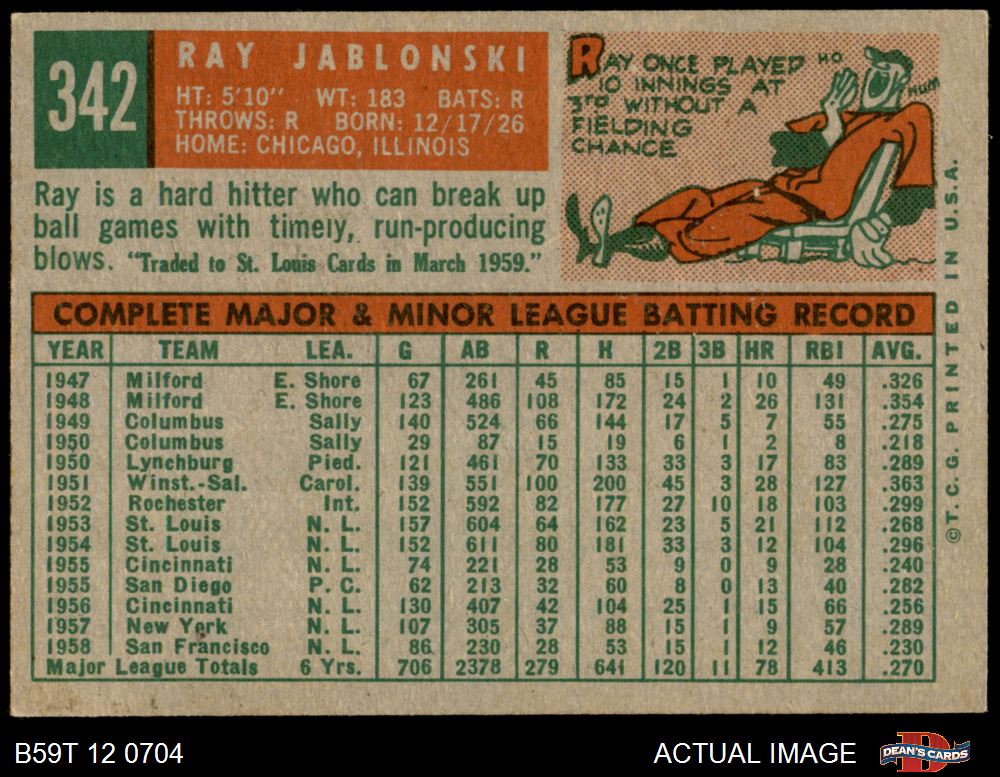 342
RAY JABLONSKI
HT: 5'10" WT: 183 BATS: R
THROWS: R BORN: 12/17/26
HOME: CHICAGO, ILLINOIS
Ray is a hard hitter who can break up
ball games with timely, run-producing
blows. "Traded to St. Louis Cards in March 1959."
RAY ONCE PLAYED
10 INNINGS AT
3RD WITHOUT A
FIELDING
CHANCE
HO
HUM
COMPLETE MAJOR & MINOR LEAGUE BATTING RECORD
YEAR TEAM LEA. G AB R H 2B 3B HR RBI AVG.
1947 Milford E. Shore 67 261 45 85 15 1 10 49 .326
1948 Milford E. Shore 123 486 108 172 24 2 26 131 .354
1949 Columbus Sally 140 524 66 144 17 5 7 55 .275
1950 Columbus Sally 29 87 15 19 6 1 2 8 .218
1950 Lynchburg Pied. 121 461 70 133 33 3 17 83 .289
1951 Winst.-Sal. Carol. 139 551 100 200 45 3 28 127 .363
1952 Rochester Int. 152 592 82 177 27 10 18 103 .299
1953 St. Louis N. L. 157 604 64 162 23 5 21 112 .268
1954 St. Louis N. L. 152 611 80 181 33 3 12 104 .296
1955 Cincinnati N. L. 74 221 28 53 9 0 9 28 .240
1955 San Diego P. C. 62 213 32 60 8 0 13 40 .282
1956 Cincinnati N. L. 130 407 42 104 25 1 15 66 .256
1957 New York N. L. 107 305 37 88 15 1 9 57 .289
1958 San Francisco N. L. 86 230 28 53 15 1 12 46 .230
Major League Totals 6 Yrs. 706 2378 279 641 120 11 78 413 .270
©T.C.G. PRINTED IN U.S.A.
B59T 12 0704
ACTUAL IMAGE
D
DEAN'S CARDS